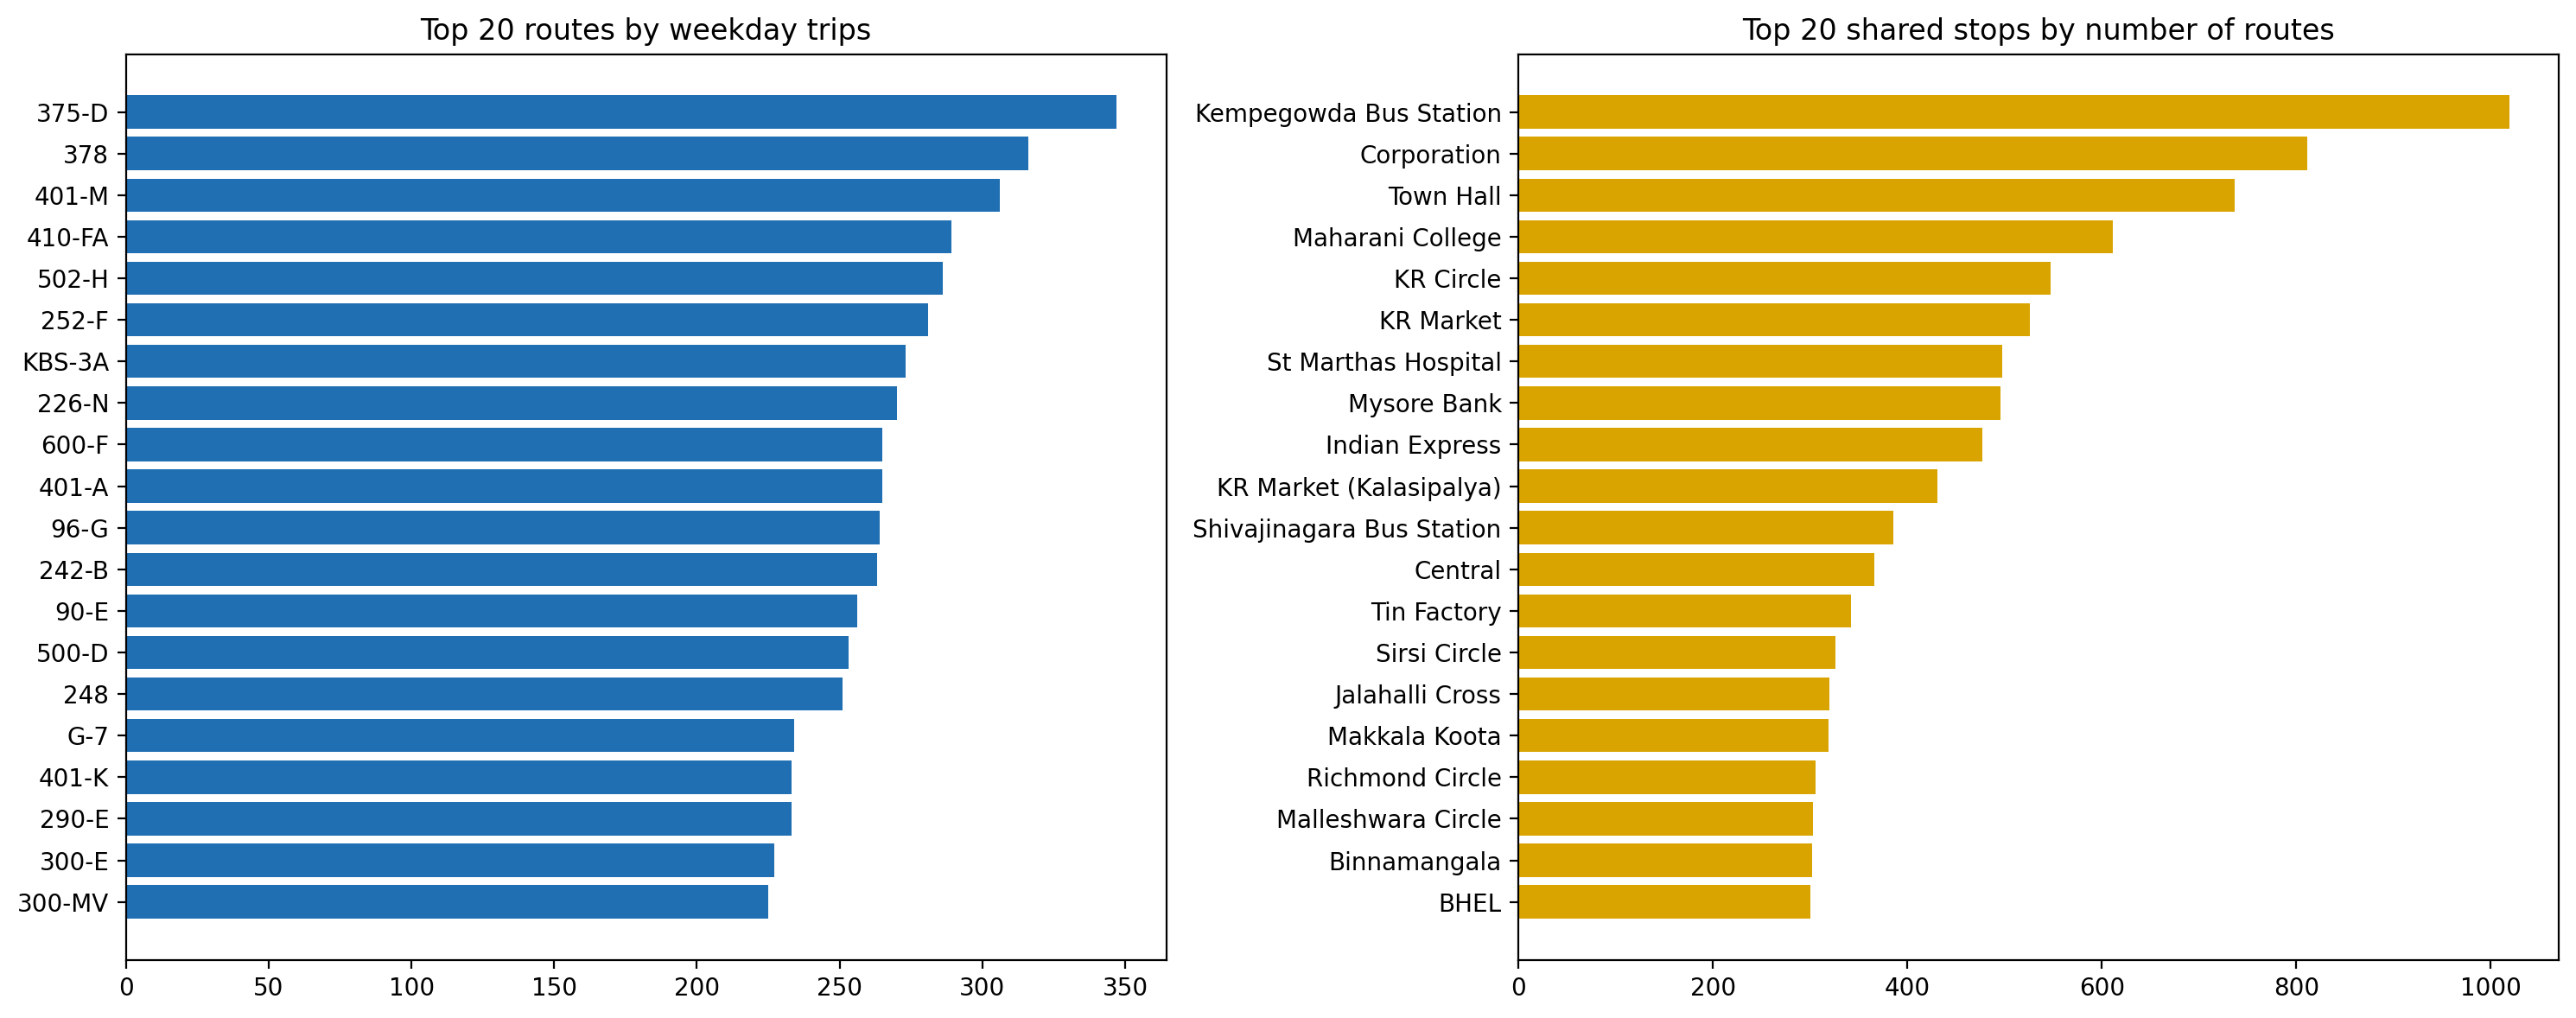 Top 20 routes by weekday trips
375-D
378
401-M
410-FA
502-H
252-F
KBS-3A
226-N
600-F
401-A
96-G
242-B
90-E
500-D
248
G-7
401-K
290-E
300-E
300-MV
0 50 100 150 200 250 300 350
Top 20 shared stops by number of routes
Kempegowda Bus Station
Corporation
Town Hall
Maharani College
KR Circle
KR Market
St Marthas Hospital
Mysore Bank
Indian Express
KR Market (Kalasipalya)
Shivajinagara Bus Station
Central
Tin Factory
Sirsi Circle
Jalahalli Cross
Makkala Koota
Richmond Circle
Malleshwara Circle
Binnamangala
BHEL
0 200 400 600 800 1000